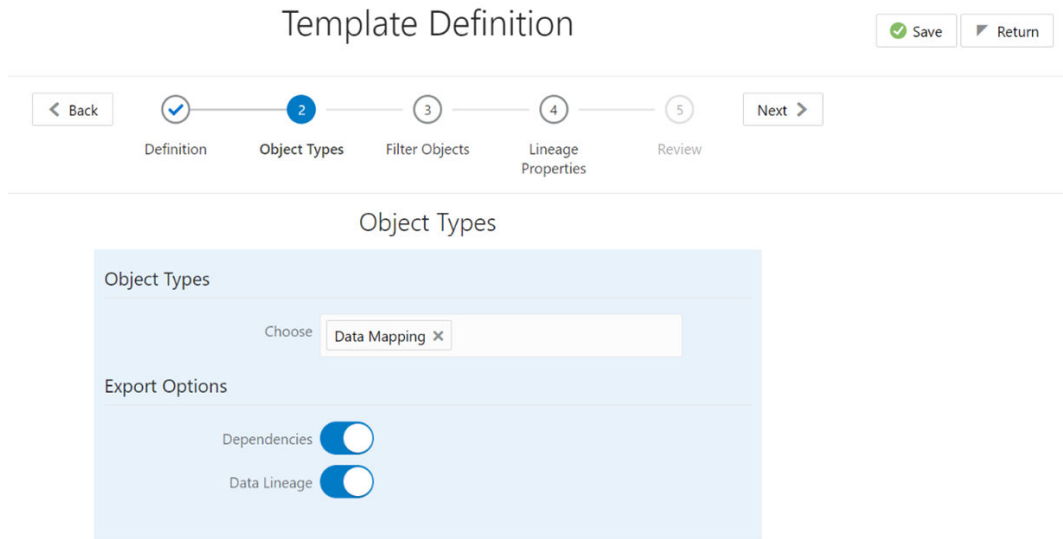 Template Definition
Save
Return
Back
2
3
4
5
Next
Definition
Object Types
Filter Objects
Lineage
Properties
Review
Object Types
Object Types
Choose
Data Mapping
Export Options
Dependencies
Data Lineage